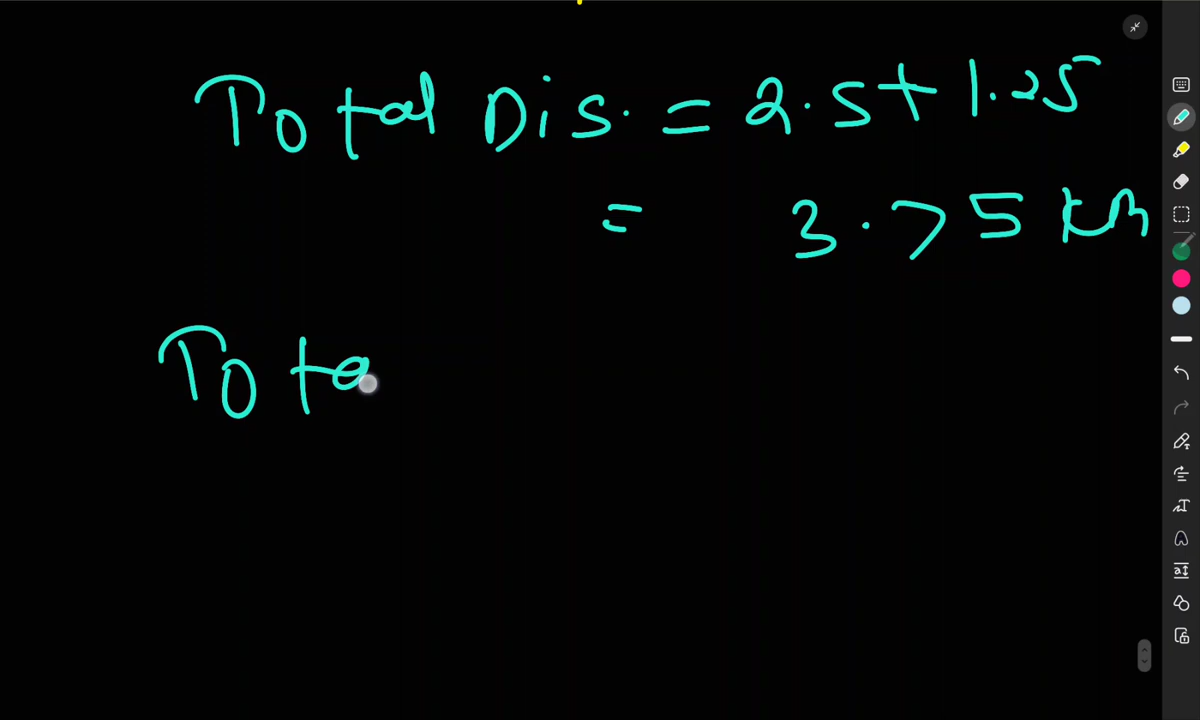 Total Dis. = 2.5 + 1.25
= 3.75 km
Tota